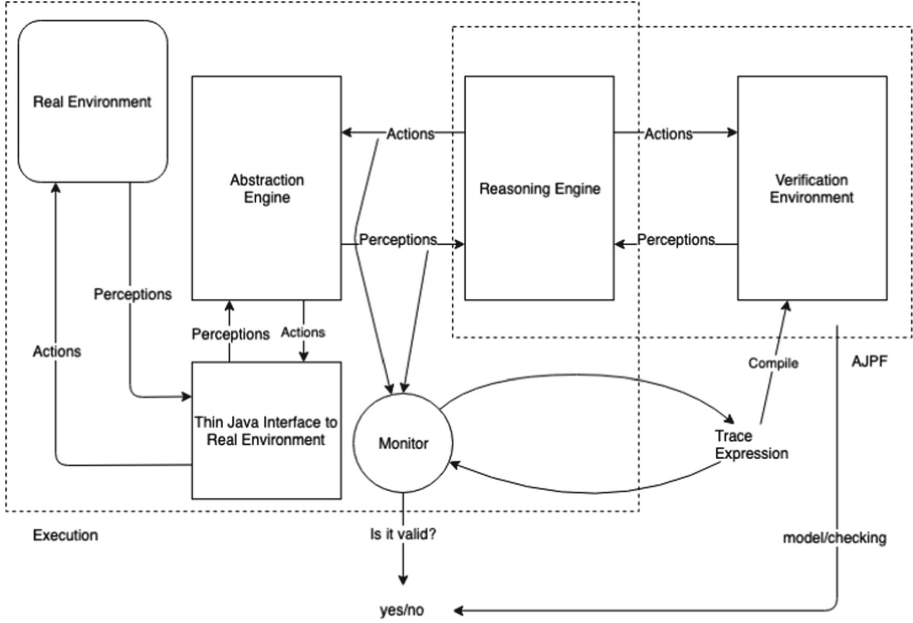 Real Environment
Abstraction
Engine
Actions
Reasoning Engine
Actions
Verification
Environment
Perceptions
Perceptions
Perceptions
Perceptions
Actions
Actions
Compile
AJPF
Thin Java Interface to
Real Environment
Monitor
Trace
Expression
Execution
Is it valid?
model/checking
yes/no